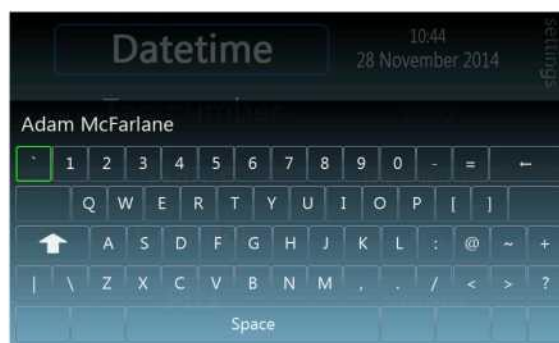 Datetime
10:44
28 November 2014
settings
Adam McFarlane
` 1 2 3 4 5 6 7 8 9 0 - = ←
Q W E R T Y U I O P [ ]
A S D F G H J K L : @ ~ +
| \ Z X C V B N M , . / < > ?
Space